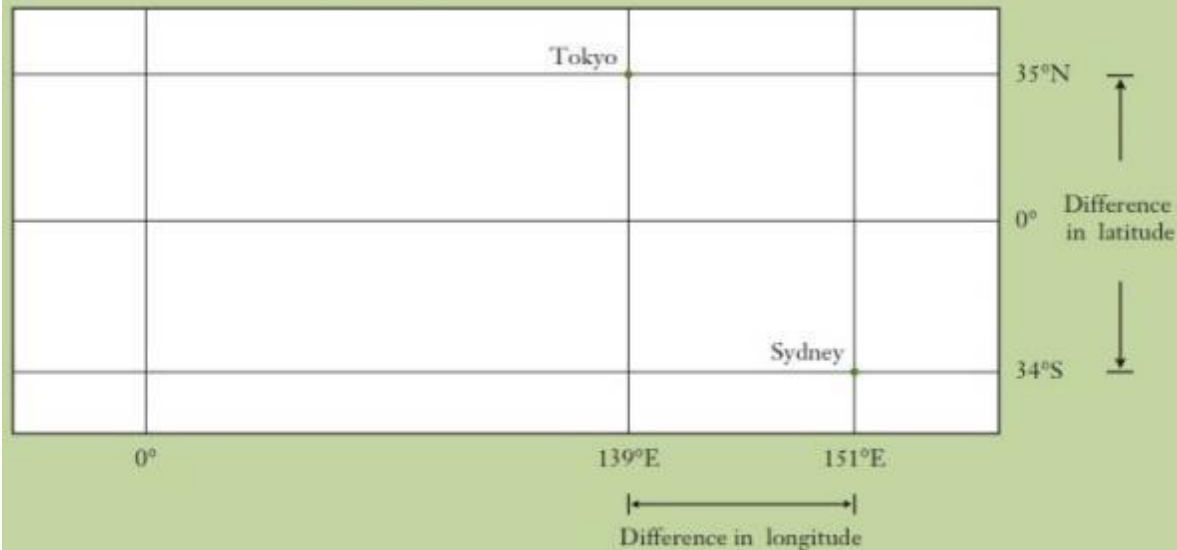 Tokyo
35°N
0°
Difference
in latitude
Sydney
34°S
0°
139°E
151°E
Difference in longitude